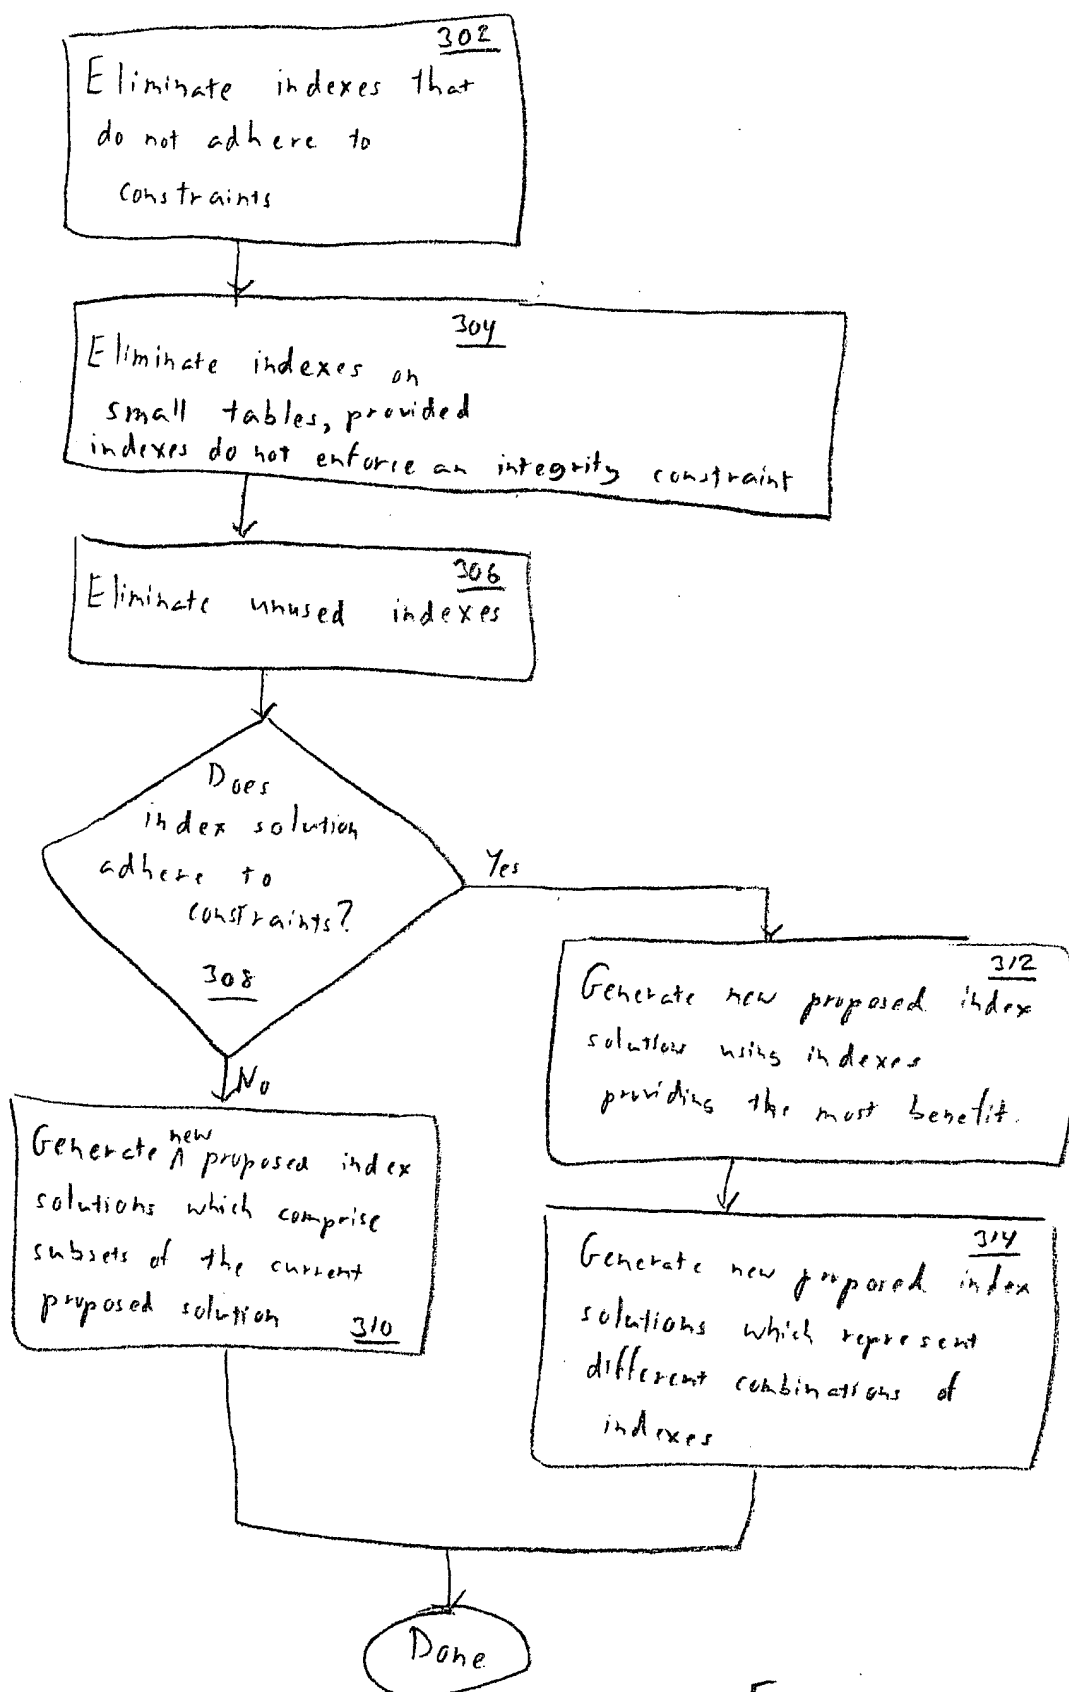 302
Eliminate indexes that
do not adhere to
constraints
304
Eliminate indexes on
small tables, provided
indexes do not enforce an integrity constraint
306
Eliminate unused indexes
Does
index solution
adhere to
constraints?
308
Yes
No
312
Generate new proposed index
solutions using indexes
providing the most benefit.
Generate new proposed index
solutions which comprise
subsets of the current
proposed solution 310
314
Generate new proposed index
solutions which represent
different combinations of
indexes
Done